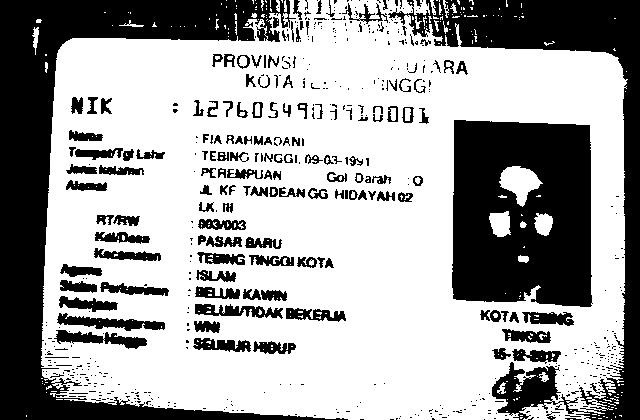 PROVINSI UTARA
KOTA TEBING TINGGI
NIK : 1276054903910001
Nama : FIA RAHMADANI
Tempat/Tgl Lahir : TEBING TINGGI, 09-03-1991
Jenis kelamin : PEREMPUAN Gol Darah : O
Alamat : JL KF TANDEAN GG HIDAYAH 02
LK. III
RT/RW : 003/003
Kel/Desa : PASAR BARU
Kecamatan : TEBING TINGGI KOTA
Agama : ISLAM
Status Perkawinan : BELUM KAWIN
Pekerjaan : BELUM/TIDAK BEKERJA
Kewarganegaraan : WNI
Berlaku Hingga : SEUMUR HIDUP
KOTA TEBING
TINGGI
15-12-2017